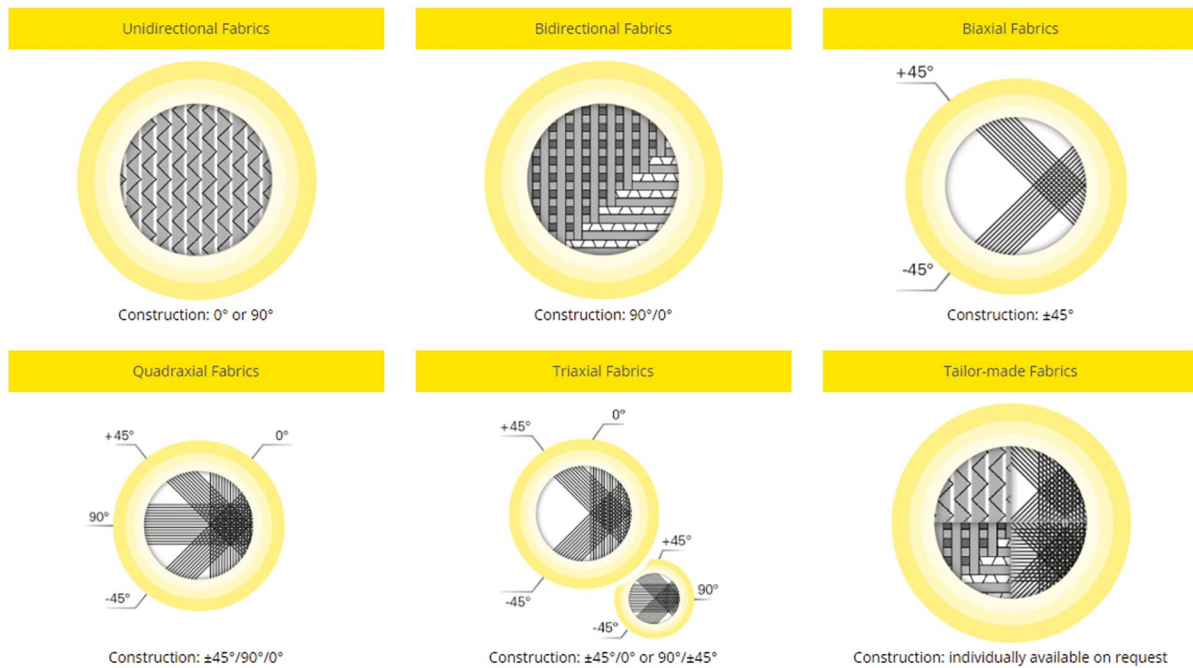 Unidirectional Fabrics
Bidirectional Fabrics
Biaxial Fabrics
+45°
-45°
Construction: 0° or 90°
Construction: 90°/0°
Construction: ±45°
Quadraxial Fabrics
Triaxial Fabrics
Tailor-made Fabrics
+45°
0°
90°
-45°
+45°
0°
-45°
+45°
90°
-45°
Construction: ±45°/90°/0°
Construction: ±45°/0° or 90°/±45°
Construction: individually available on request